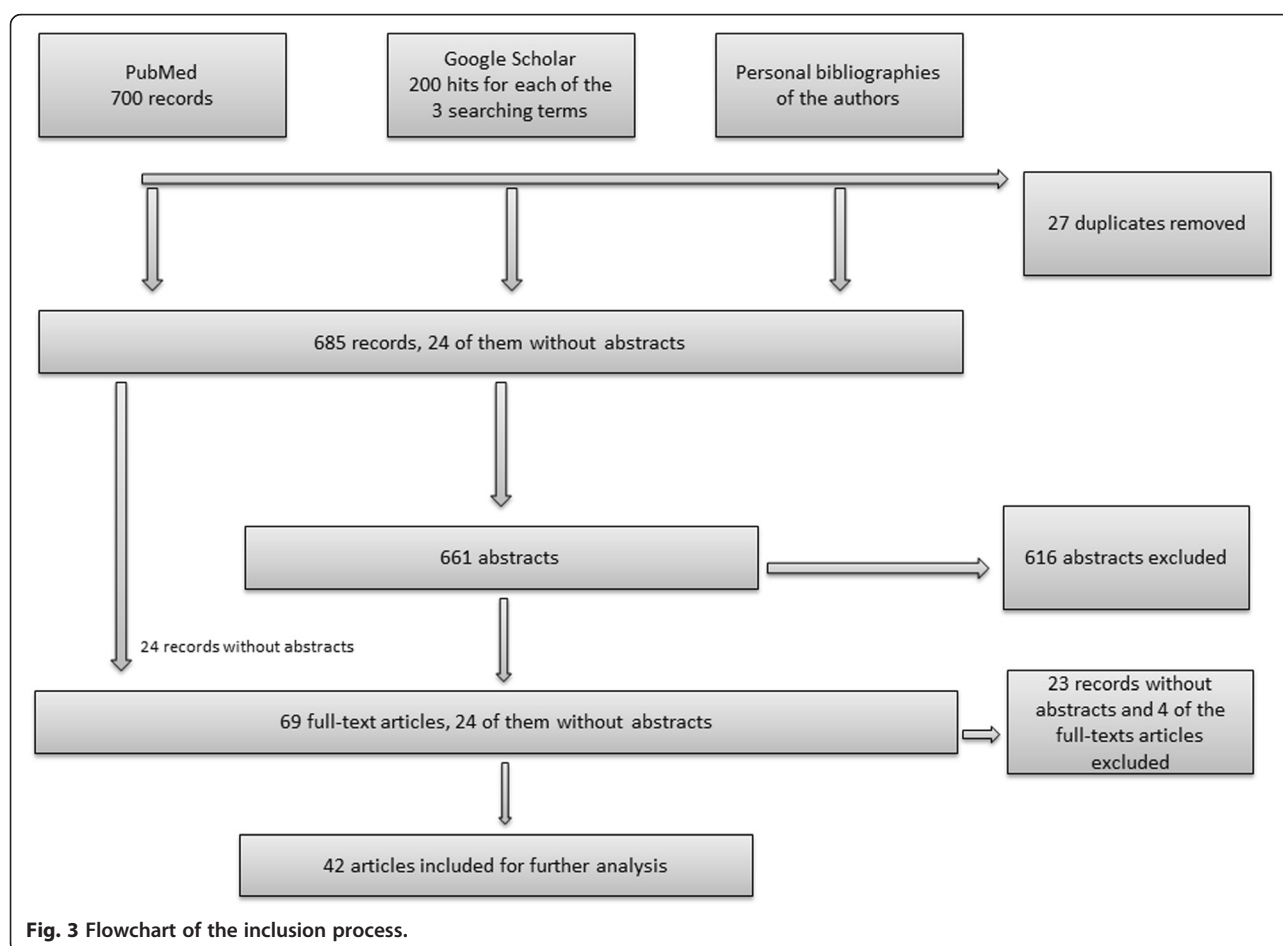 PubMed
700 records
Google Scholar
200 hits for each of the
3 searching terms
Personal bibliographies
of the authors
27 duplicates removed
685 records, 24 of them without abstracts
661 abstracts
616 abstracts excluded
24 records without abstracts
69 full-text articles, 24 of them without abstracts
23 records without
abstracts and 4 of the
full-texts articles
excluded
42 articles included for further analysis
Fig. 3 Flowchart of the inclusion process.